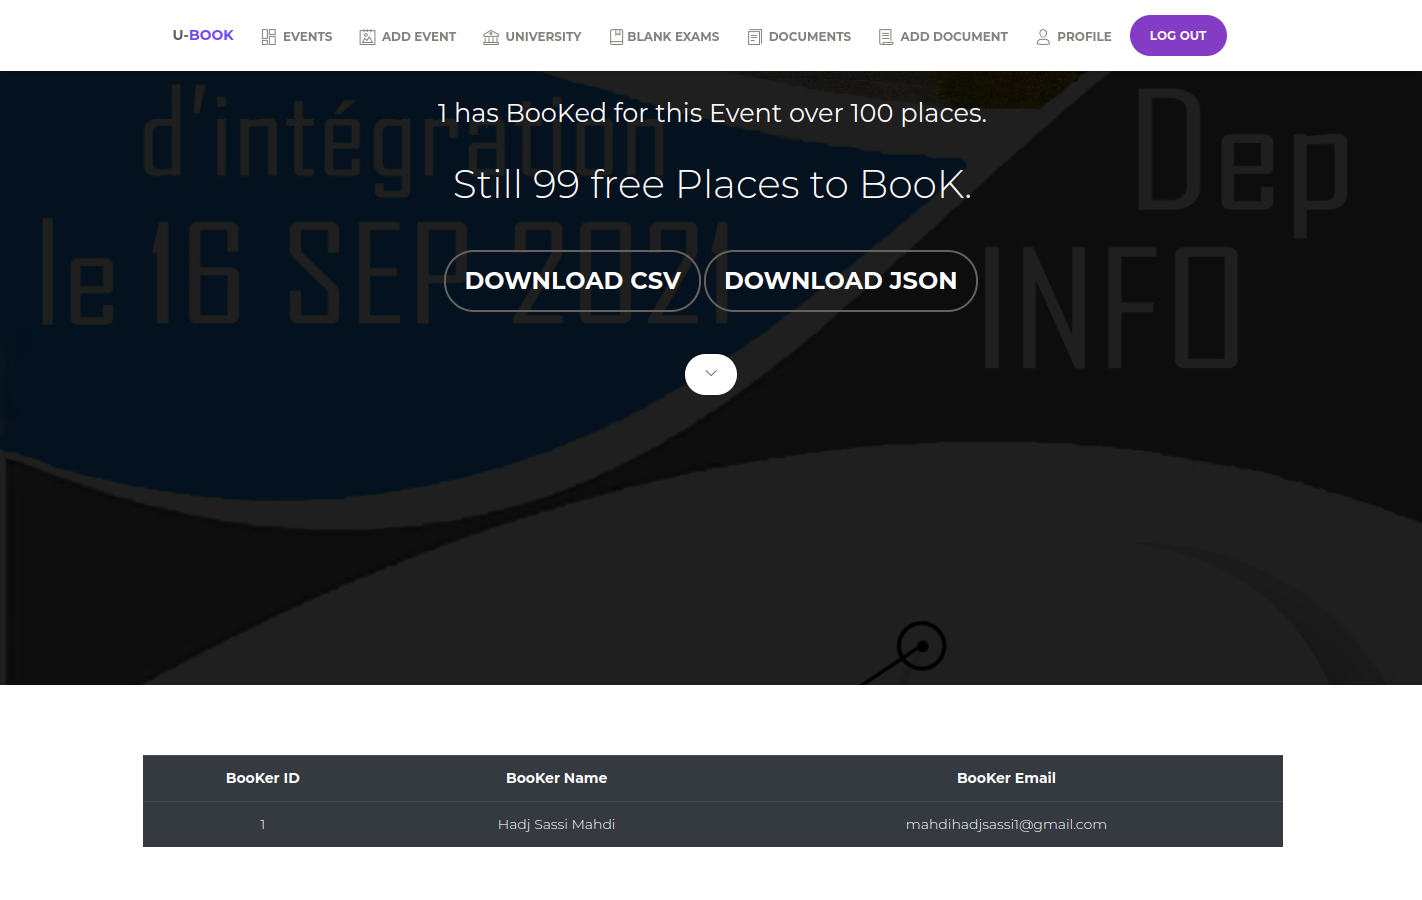 U-BOOK EVENTS ADD EVENT UNIVERSITY BLANK EXAMS DOCUMENTS ADD DOCUMENT PROFILE LOG OUT
1 has BooKed for this Event over 100 places.
d'intégration
Dep
Still 99 free Places to BooK.
le 16 SEP 2021
INFO
DOWNLOAD CSV DOWNLOAD JSON
BooKer ID BooKer Name BooKer Email
1 Hadj Sassi Mahdi mahdihadjsassi1@gmail.com